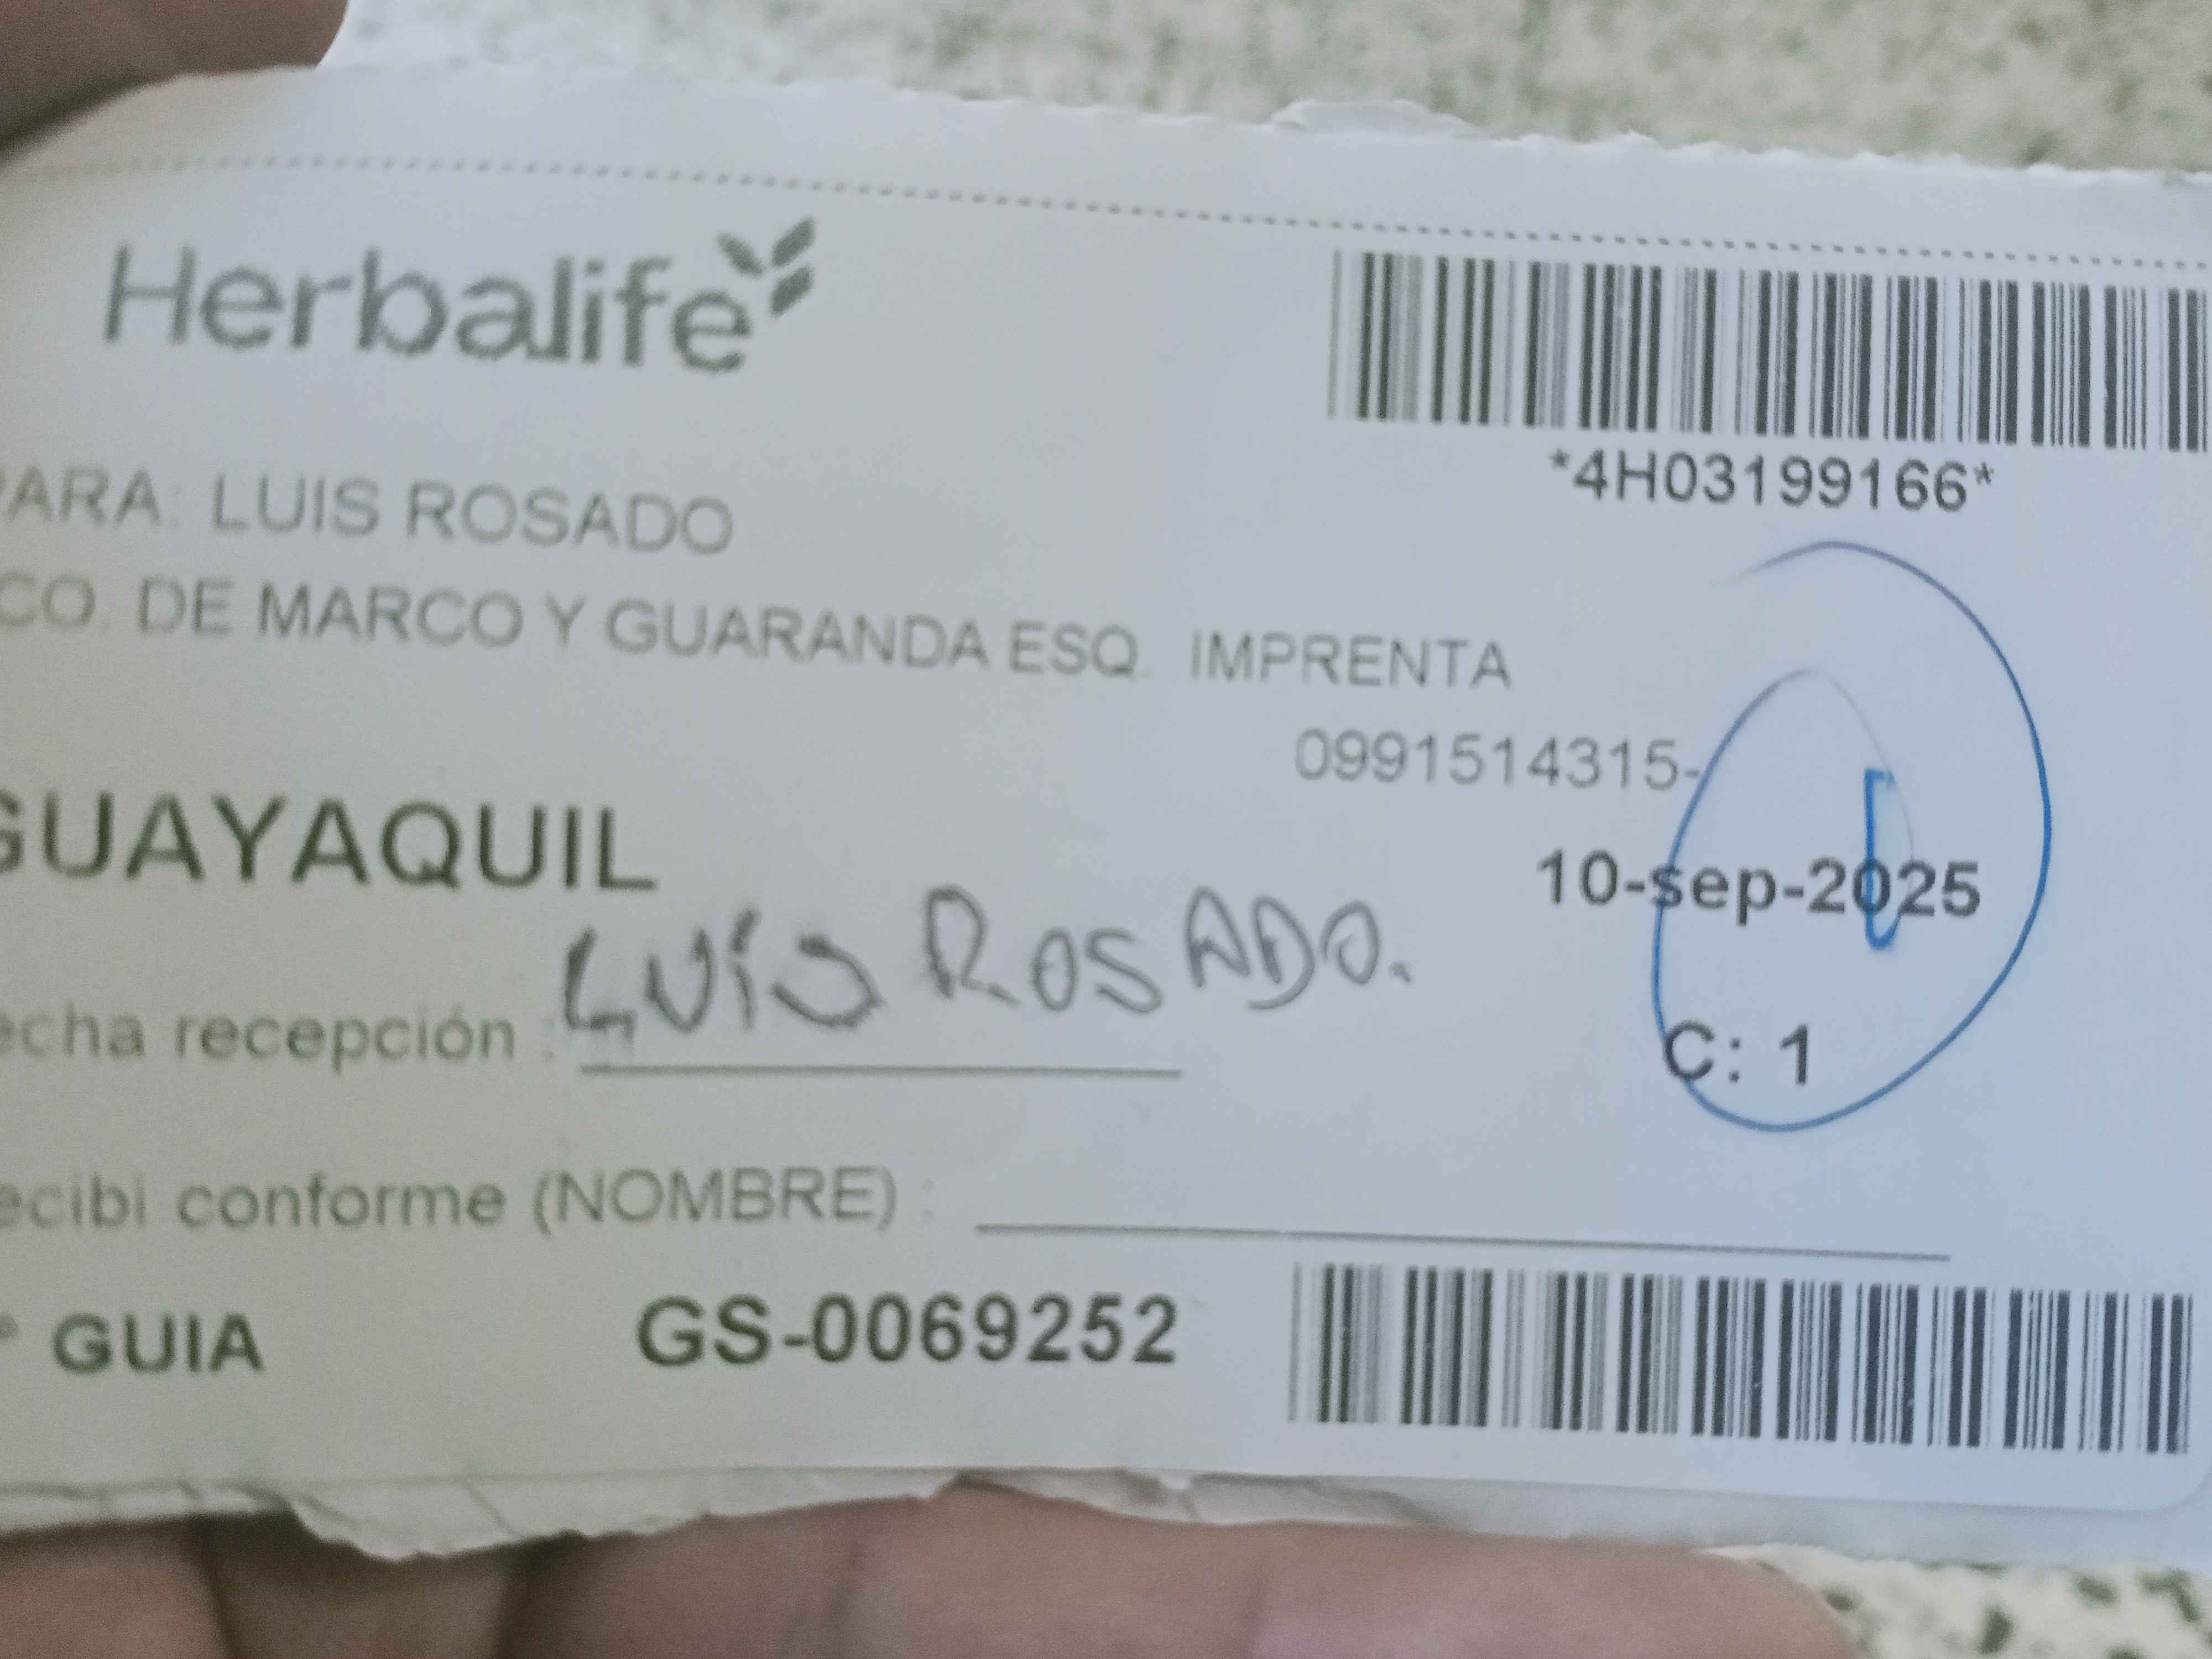 Herbalife
*4H03199166*
PARA: LUIS ROSADO
CO. DE MARCO Y GUARANDA ESQ. IMPRENTA
0991514315-
GUAYAQUIL
10-sep-2025
LUIS ROSADO.
echa recepción :
C: 1
ecibi conforme (NOMBRE) :
° GUIA GS-0069252